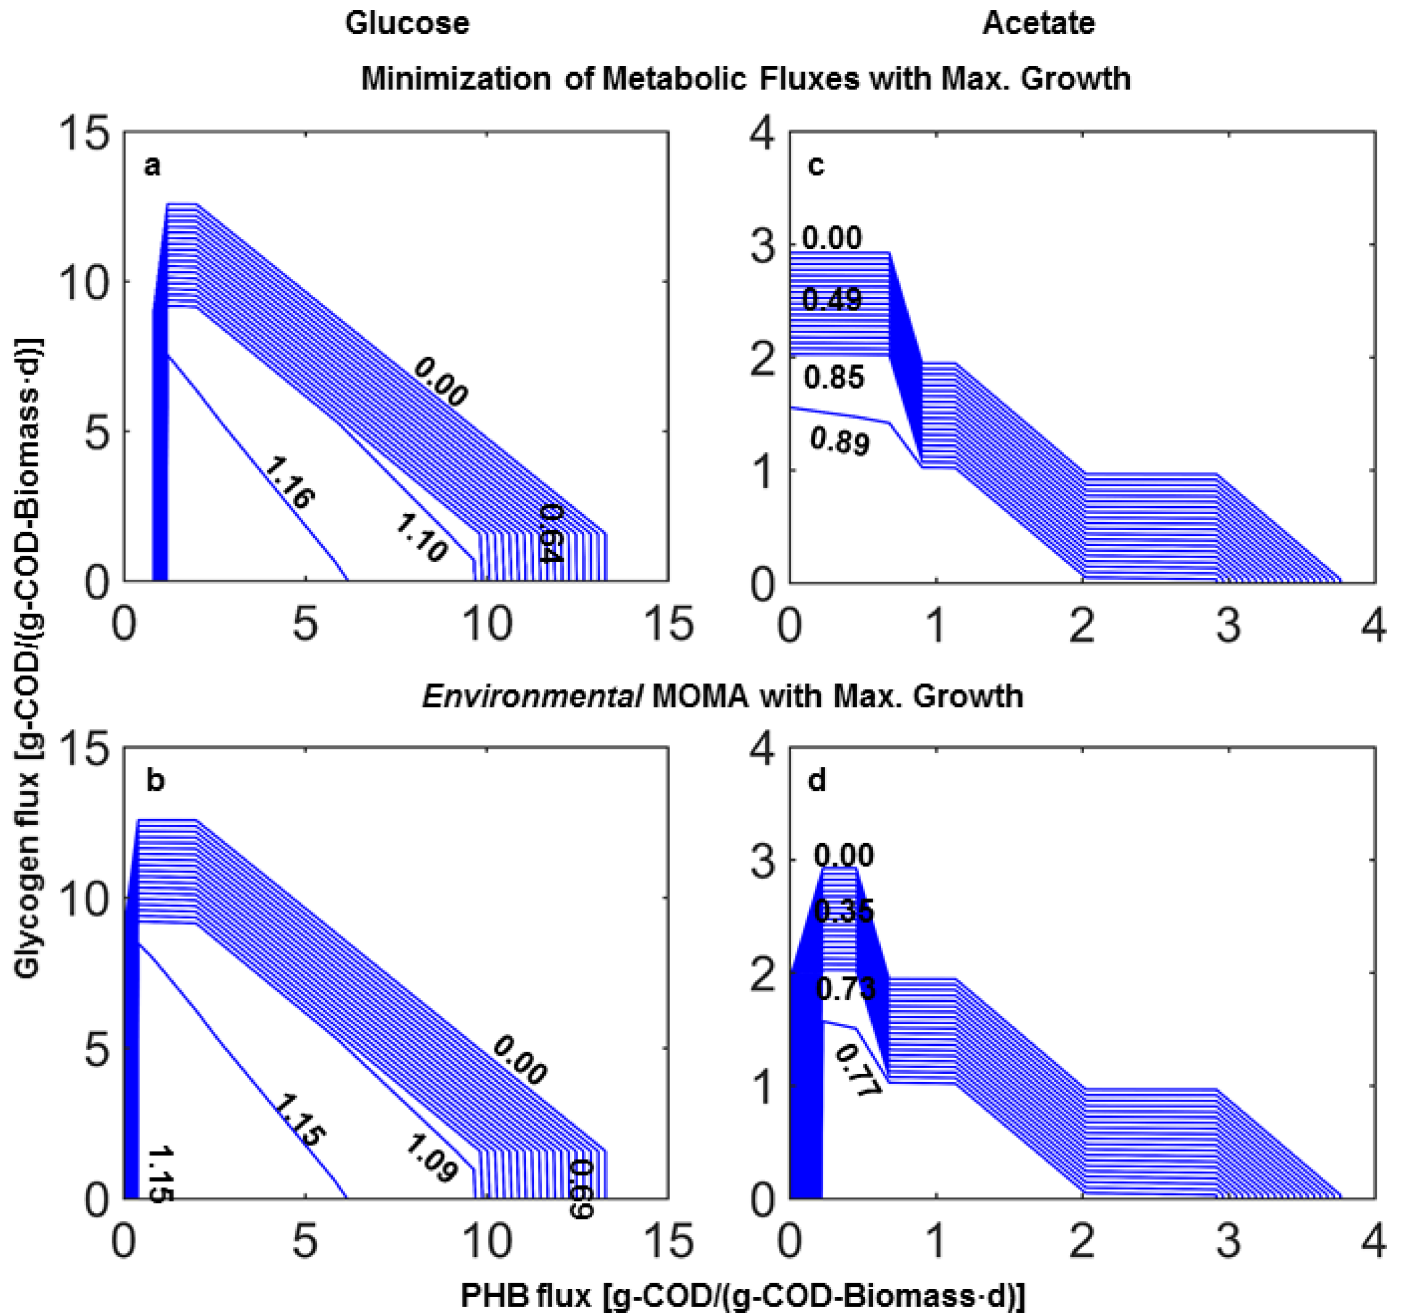 Glucose Acetate
Minimization of Metabolic Fluxes with Max. Growth
Glycogen flux [g-COD/(g-COD-Biomass·d)]
15
10
5
0
a
0.00
1.16
1.10
0.64
0 5 10 15
4
3
2
1
0
c
0.00
0.49
0.85
0.89
0 1 2 3 4
Environmental MOMA with Max. Growth
15
10
5
0
b
0.00
1.15
1.15
1.09
0.69
0 5 10 15
4
3
2
1
0
d
0.00
0.35
0.73
0.77
0 1 2 3 4
PHB flux [g-COD/(g-COD-Biomass·d)]